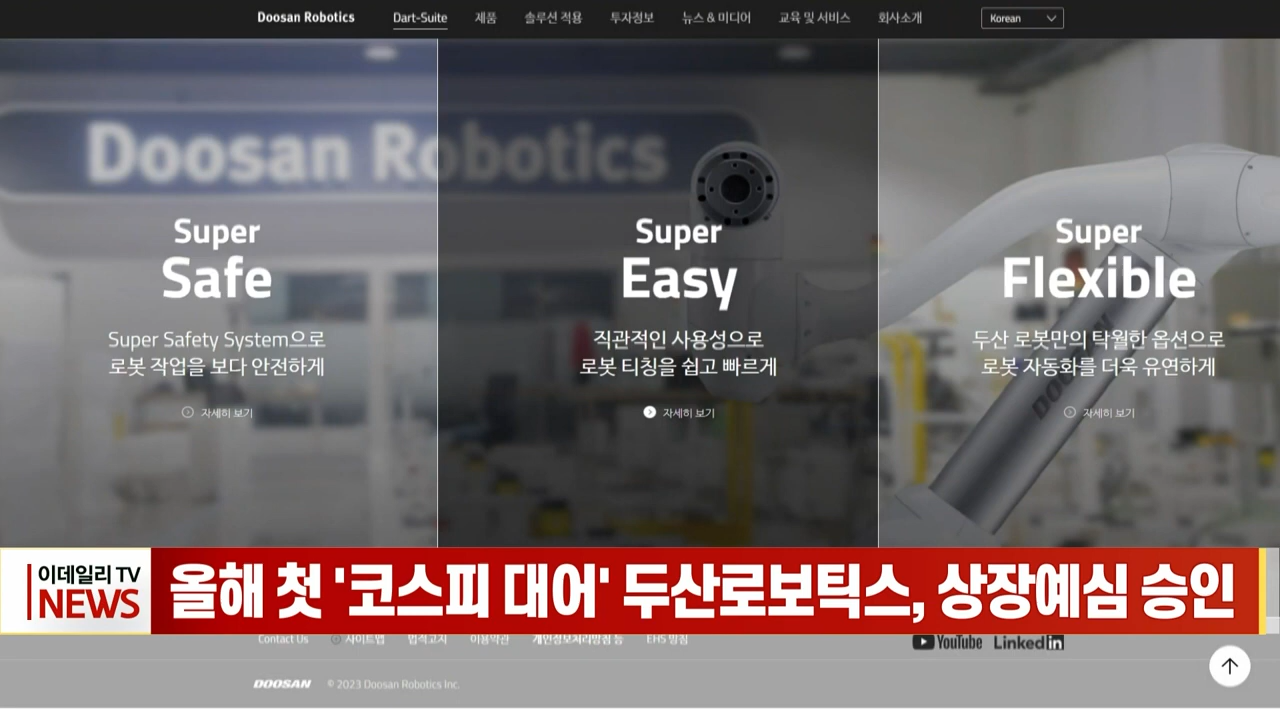 Doosan Robotics
Dart-Suite
제품
솔루션 적용
투자정보
뉴스 & 미디어
교육 및 서비스
회사소개
Korean
Doosan Robotics
Super
Safe
Super Safety System으로
로봇 작업을 보다 안전하게
자세히 보기
Super
Easy
직관적인 사용성으로
로봇 티칭을 쉽고 빠르게
자세히 보기
Super
Flexible
두산 로봇만의 탁월한 옵션으로
로봇 자동화를 더욱 유연하게
자세히 보기
DOOSAN
이데일리 TV
NEWS
올해 첫 '코스피 대어' 두산로보틱스, 상장예심 승인
Contact Us
사이트맵
법적고지
이용약관
개인정보처리방침 등
EHS 방침
YouTube
Linkedin
DOOSAN
© 2023 Doosan Robotics Inc.